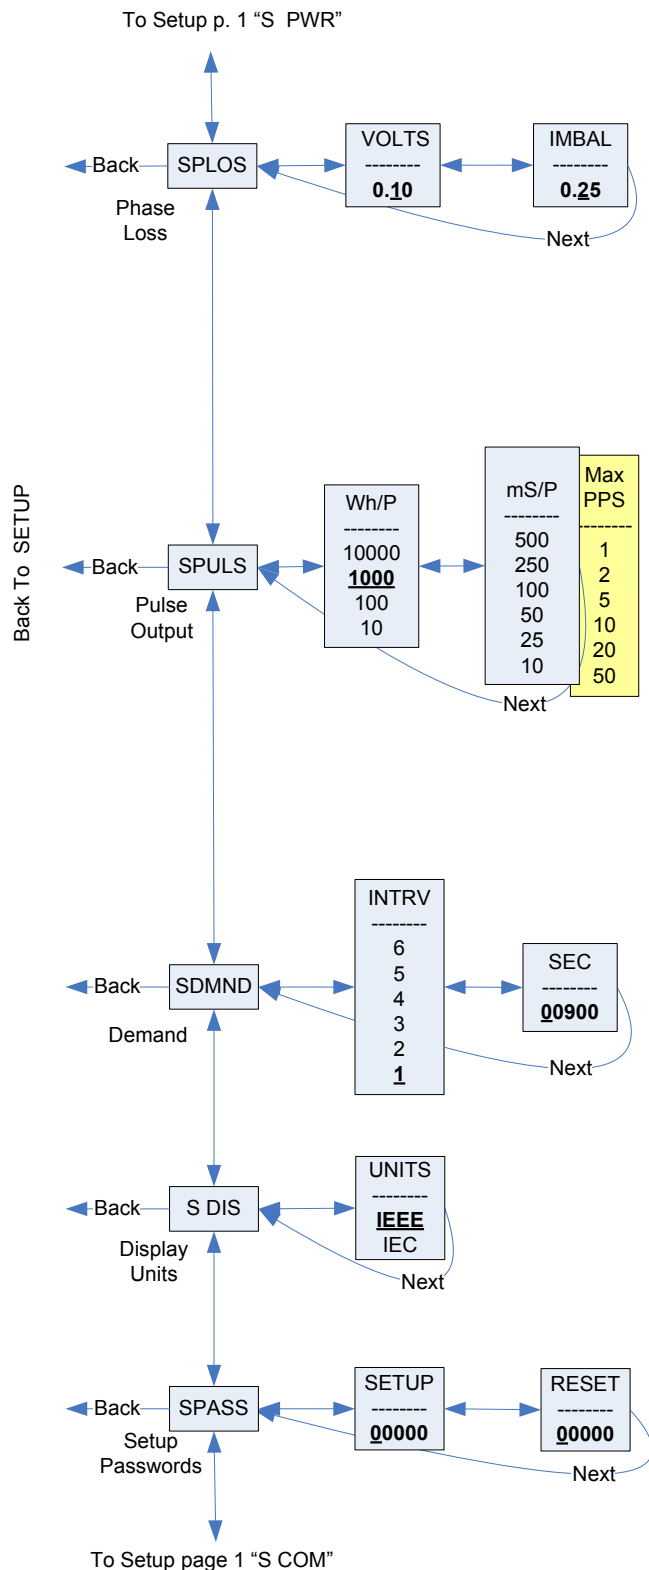 To Setup p. 1 “S PWR”
Back
SPLOS
Phase
Loss
VOLTS
--------
0.10
IMBAL
--------
0.25
Next
Back To SETUP
Back
SPULS
Pulse
Output
Wh/P
--------
10000
1000
100
10
mS/P
--------
500
250
100
50
25
10
Max
PPS
--------
1
2
5
10
20
50
Next
Back
SDMND
Demand
INTRV
--------
6
5
4
3
2
1
SEC
--------
00900
Next
Back
S DIS
Display
Units
UNITS
--------
IEEE
IEC
Next
Back
SPASS
Setup
Passwords
SETUP
--------
00000
RESET
--------
00000
Next
To Setup page 1 “S COM”